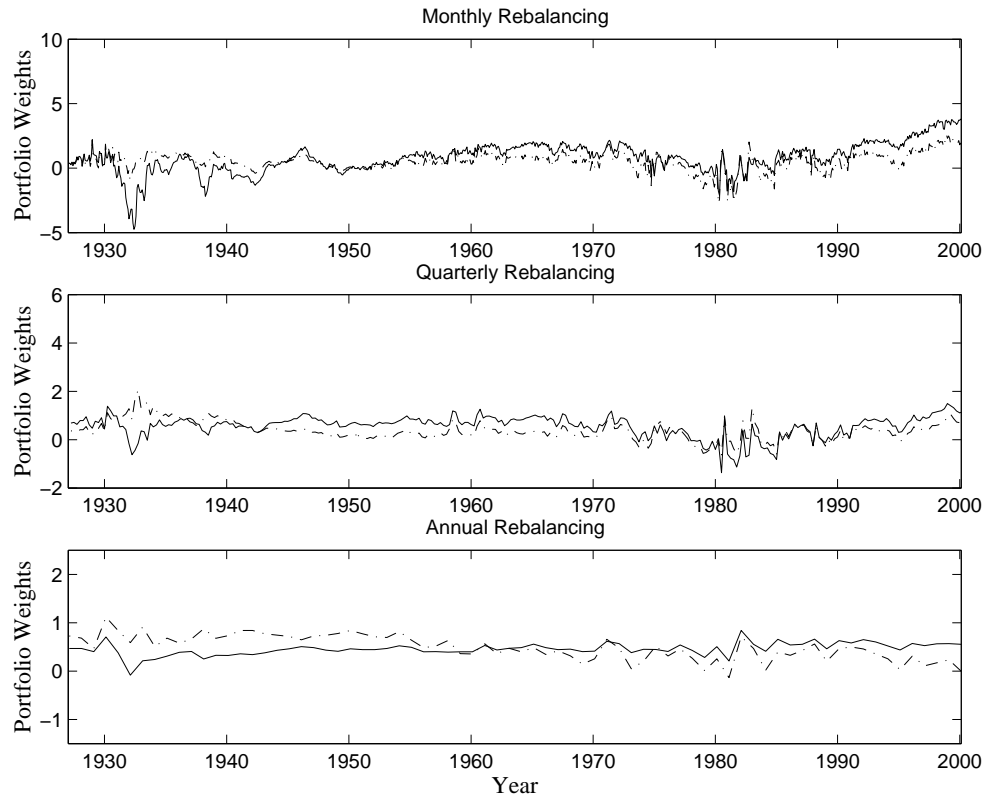 Monthly Rebalancing
10
5
0
−5
Portfolio Weights
1930 1940 1950 1960 1970 1980 1990 2000
Quarterly Rebalancing
6
4
2
0
−2
Portfolio Weights
1930 1940 1950 1960 1970 1980 1990 2000
Annual Rebalancing
2
1
0
−1
Portfolio Weights
1930 1940 1950 1960 1970 1980 1990 2000
Year